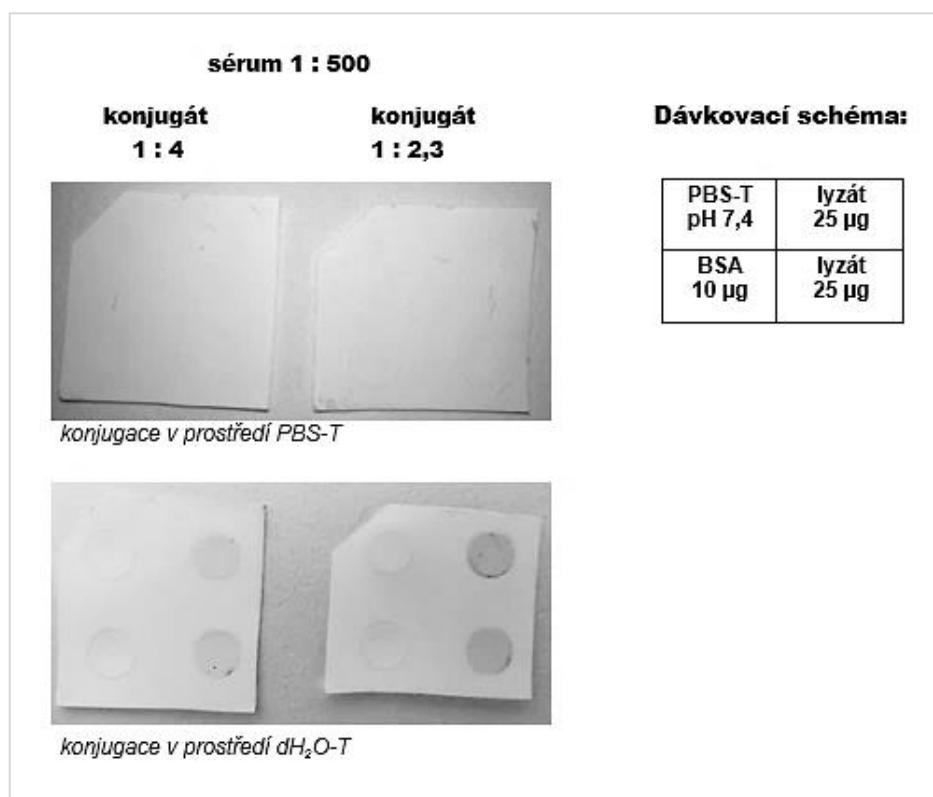 sérum 1 : 500
konjugát
1 : 4
konjugát
1 : 2,3
Dávkovací schéma:
PBS-T
pH 7,4
lyzát
25 µg
BSA
10 µg
lyzát
25 µg
konjugace v prostředí PBS-T
konjugace v prostředí dH₂O-T